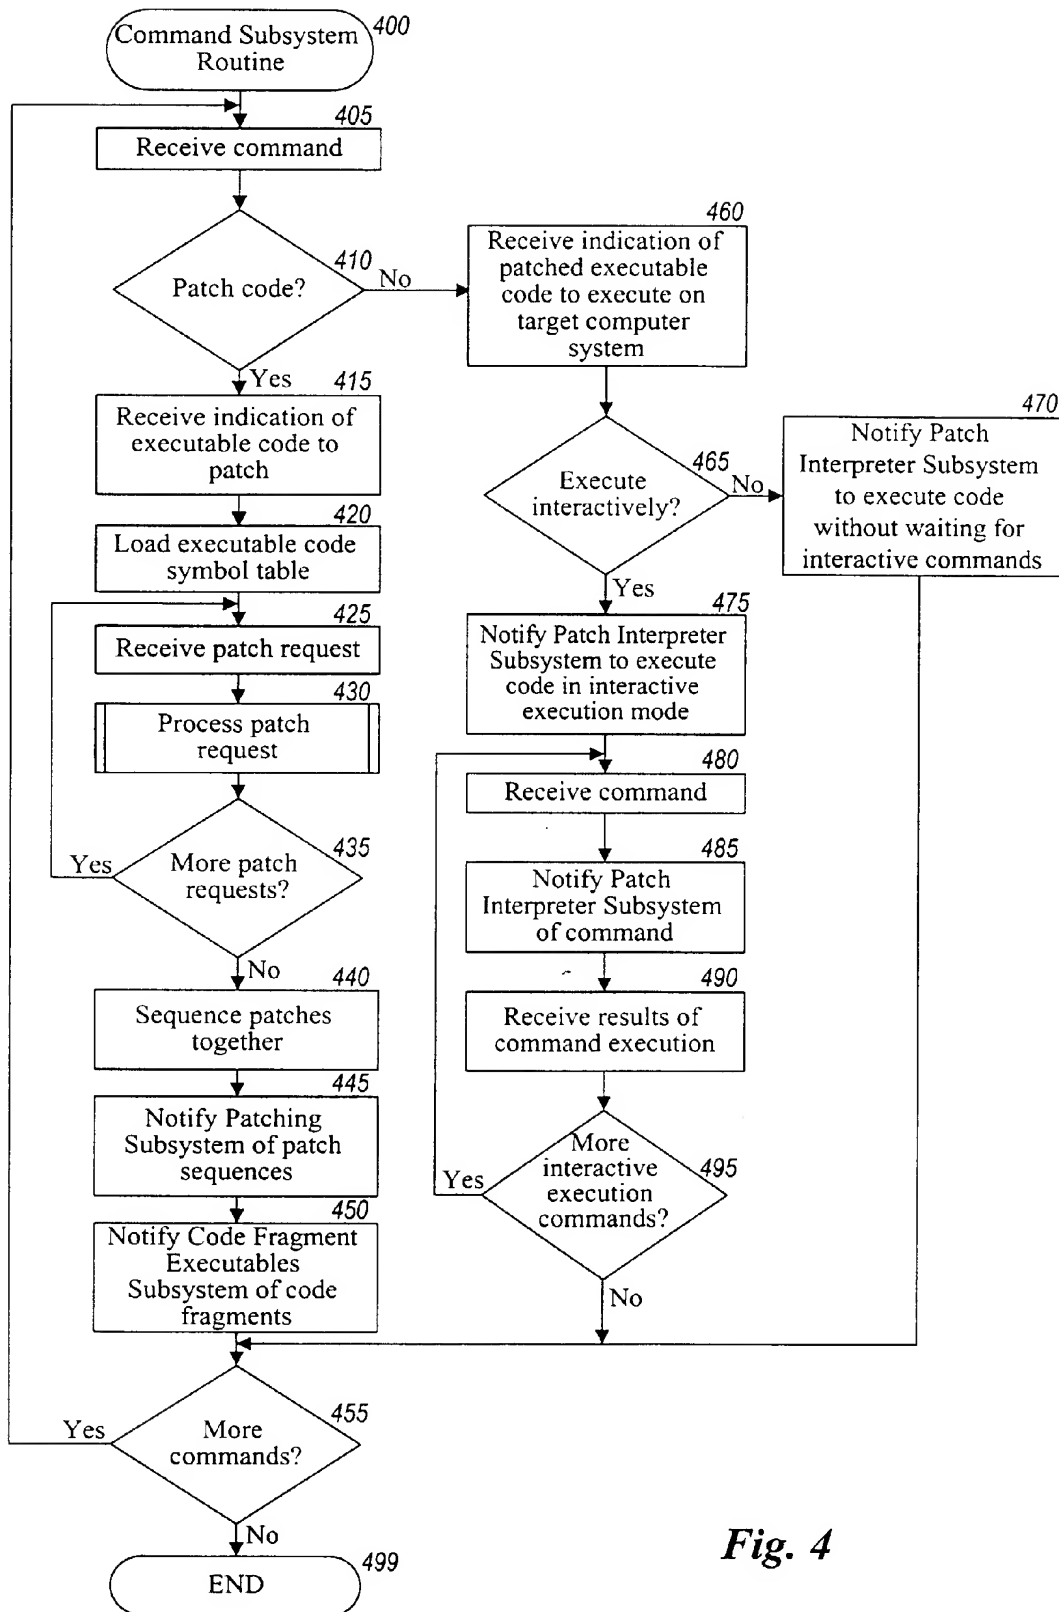 Command Subsystem
Routine
400
405
Receive command
410
Patch code?
No
Yes
415
Receive indication of
executable code to
patch
420
Load executable code
symbol table
425
Receive patch request
430
Process patch
request
435
More patch
requests?
Yes
No
440
Sequence patches
together
445
Notify Patching
Subsystem of patch
sequences
450
Notify Code Fragment
Executables
Subsystem of code
fragments
455
More
commands?
Yes
No
499
END
460
Receive indication of
patched executable
code to execute on
target computer
system
465
Execute
interactively?
No
Yes
470
Notify Patch
Interpreter Subsystem
to execute code
without waiting for
interactive commands
475
Notify Patch Interpreter
Subsystem to execute
code in interactive
execution mode
480
Receive command
485
Notify Patch
Interpreter Subsystem
of command
490
Receive results of
command execution
495
More
interactive
execution
commands?
Yes
No
Fig. 4